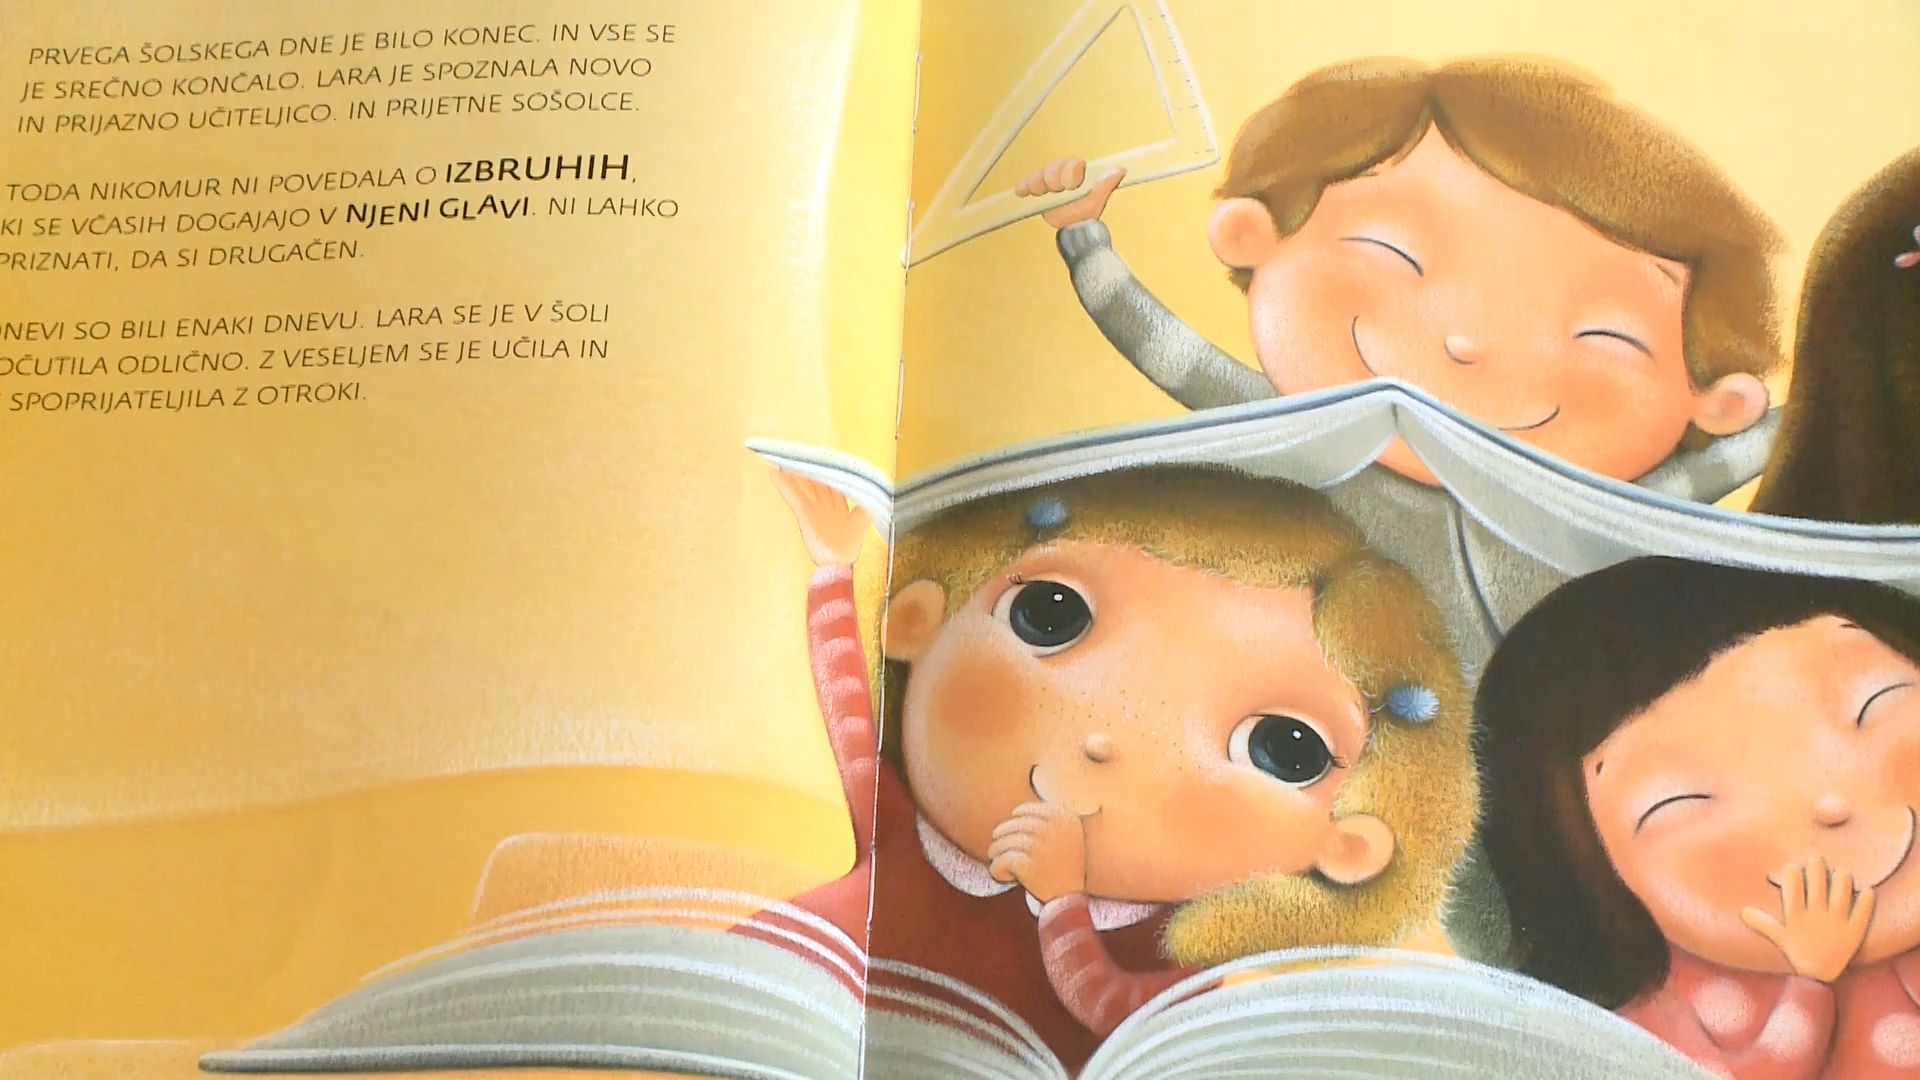 PRVEGA ŠOLSKEGA DNE JE BILO KONEC. IN VSE SE
JE SREČNO KONČALO. LARA JE SPOZNALA NOVO
IN PRIJAZNO UČITELJICO. IN PRIJETNE SOŠOLCE.
TODA NIKOMUR NI POVEDALA O IZBRUHIH,
KI SE VČASIH DOGAJAJO V NJENI GLAVI. NI LAHKO
PRIZNATI, DA SI DRUGAČEN.
DNEVI SO BILI ENAKI DNEVU. LARA SE JE V ŠOLI
OČUTILA ODLIČNO. Z VESELJEM SE JE UČILA IN
SPOPRIJATELJILA Z OTROKI.